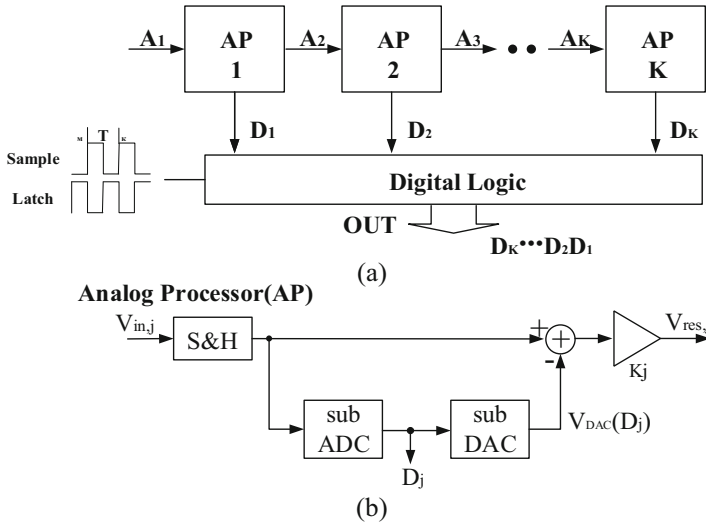 A1 AP 1 A2 AP 2 A3 AK AP K
D1 D2 DK
T
Sample
Latch
Digital Logic
OUT
DK•••D2D1
(a)
Analog Processor(AP)
Vin,j S&H + + Kj Vres,
-
sub ADC sub DAC VDAC(Dj)
Dj
(b)